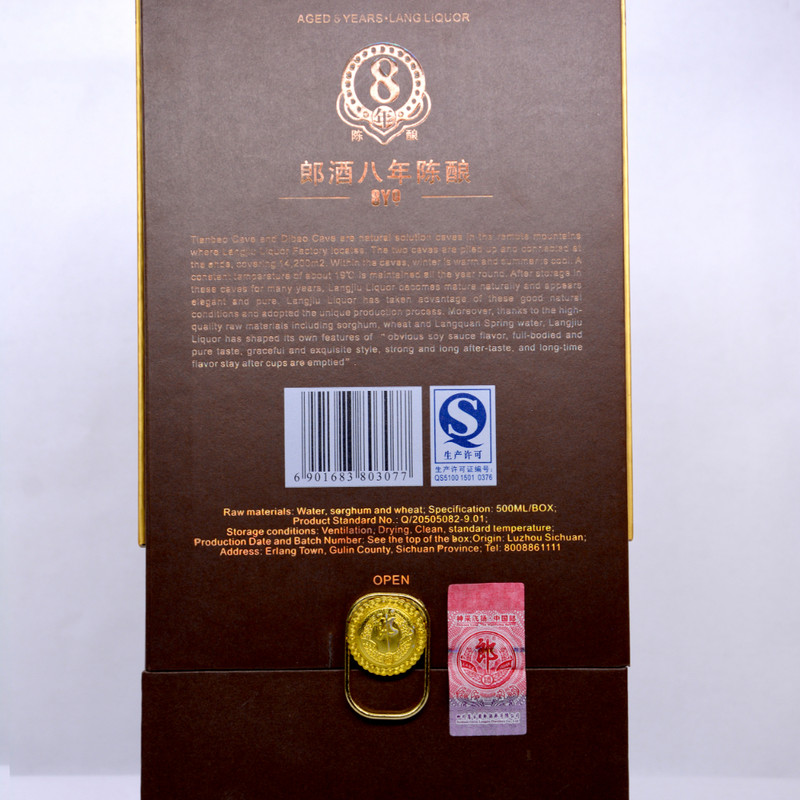 AGED 8 YEARS·LANG LIQUOR
8
年
陈 酿
郎酒八年陈酿
8YO
Tianbao Cave and Dibao Cave are natural solution caves in the remote mountains
where Langjiu Liquor Factory locates. The two caves are piled up and connected at
the ends, covering 14,200m2. Within the caves, winter is warm and summer is cool. A
constant temperature of about 19℃ is maintained all the year round. After storage in
these caves for many years, Langjiu Liquor becomes mature naturally and appears
elegant and pure. Langjiu Liquor has taken advantage of these good natural
conditions and adopted the unique production process. Moreover, thanks to the high-
quality raw materials including sorghum, wheat and Langquan Spring water, Langjiu
Liquor has shaped its own features of " obvious soy sauce flavor, full-bodied and
pure taste, graceful and exquisite style, strong and long after-taste, and long-time
flavor stay after cups are emptied" .
6 901683 803077
S
生产许可
生产许可证编号:
QS5100 1501 0376
Raw materials: Water, sorghum and wheat; Specification: 500ML/BOX;
Product Standard No.: Q/20505082-9.01;
Storage conditions: Ventilation, Drying, Clean, standard temperature;
Production Date and Batch Number: See the top of the box;Origin: Luzhou Sichuan;
Address: Erlang Town, Gulin County, Sichuan Province; Tel: 8008861111
OPEN
神采飞扬·中国郎
郎